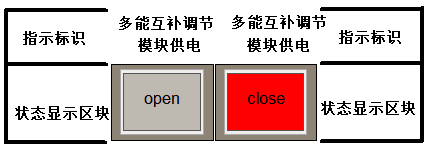 指示标识
多能互补调节
模块供电
多能互补调节
模块供电
指示标识
状态显示区块
open
close
状态显示区块